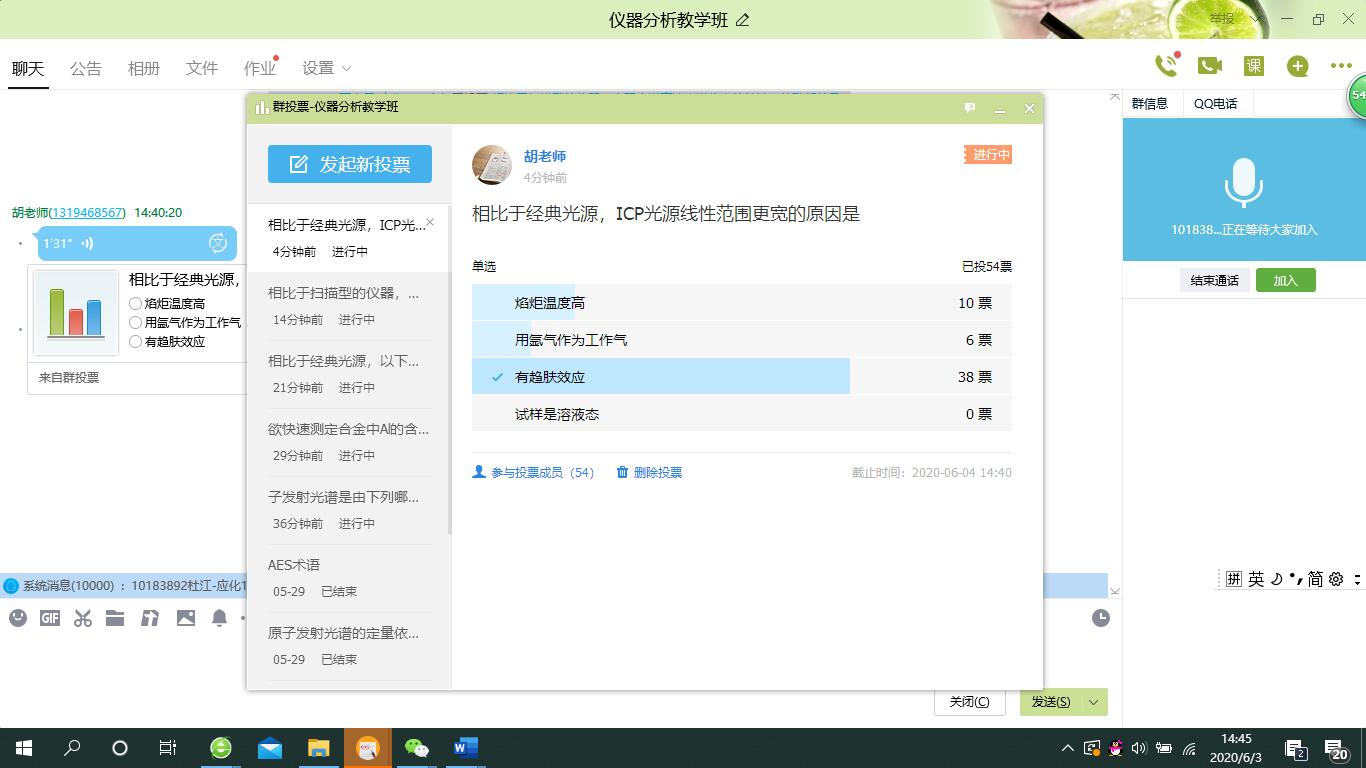 仪器分析教学班
举报
聊天
公告
相册
文件
作业
设置
课
54
群信息
QQ电话
101838...正在等待大家加入
结束通话
加入
胡老师(1319468567) 14:40:20
1'31"
文
相比于经典光源，
焰炬温度高
用氩气作为工作气
有趋肤效应
来自群投票
系统消息(10000) : 10183892杜江-应化1
GIF
群投票-仪器分析教学班
发起新投票
相比于经典光源，ICP光...
4分钟前 进行中
相比于扫描型的仪器，...
14分钟前 进行中
相比于经典光源，以下...
21分钟前 进行中
欲快速测定合金中Al的含...
29分钟前 进行中
子发射光谱是由下列哪...
36分钟前 进行中
AES术语
05-29 已结束
原子发射光谱的定量依...
05-29 已结束
胡老师
4分钟前
进行中
相比于经典光源，ICP光源线性范围更宽的原因是
单选 已投54票
焰炬温度高 10 票
用氩气作为工作气 6 票
有趋肤效应 38 票
试样是溶液态 0 票
参与投票成员（54） 删除投票 截止时间：2020-06-04 14:40
拼 英 简
关闭(C)
发送(S)
14:45
2020/6/3
2
20